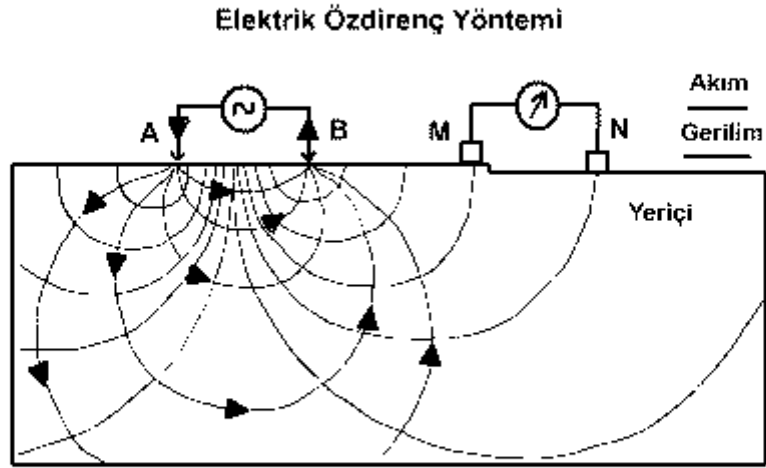 Elektrik Özdirenç Yöntemi
Akım
A
B
M
N
Gerilim
Yeriçi